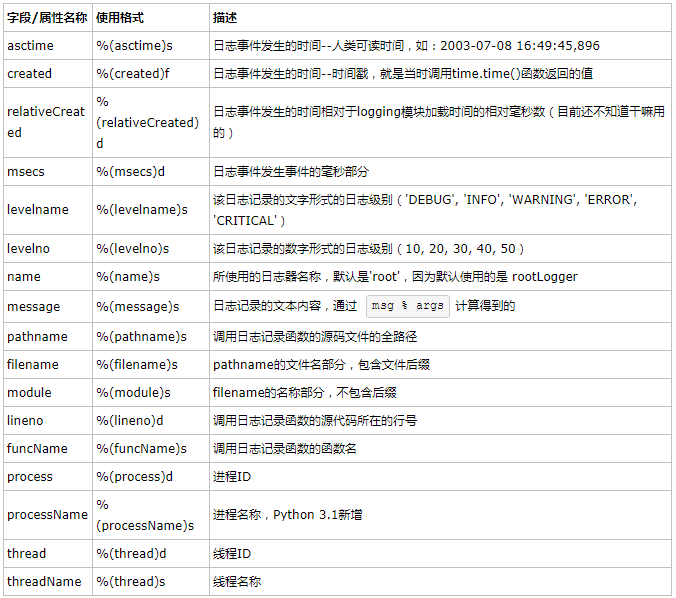 字段/属性名称 使用格式 描述
asctime %(asctime)s 日志事件发生的时间--人类可读时间，如：2003-07-08 16:49:45,896
created %(created)f 日志事件发生的时间--时间戳，就是当时调用time.time()函数返回的值
relativeCreat
ed
%
(relativeCreated)
d
日志事件发生的时间相对于logging模块加载时间的相对毫秒数（目前还不知道干嘛用
的）
msecs %(msecs)d 日志事件发生事件的毫秒部分
levelname %(levelname)s 该日志记录的文字形式的日志级别（'DEBUG', 'INFO', 'WARNING', 'ERROR',
'CRITICAL'）
levelno %(levelno)s 该日志记录的数字形式的日志级别（10, 20, 30, 40, 50）
name %(name)s 所使用的日志器名称，默认是'root'，因为默认使用的是 rootLogger
message %(message)s 日志记录的文本内容，通过 msg % args 计算得到的
pathname %(pathname)s 调用日志记录函数的源码文件的全路径
filename %(filename)s pathname的文件名部分，包含文件后缀
module %(module)s filename的名称部分，不包含后缀
lineno %(lineno)d 调用日志记录函数的源代码所在的行号
funcName %(funcName)s 调用日志记录函数的函数名
process %(process)d 进程ID
processName
%
(processName)s
进程名称，Python 3.1新增
thread %(thread)d 线程ID
threadName %(thread)s 线程名称